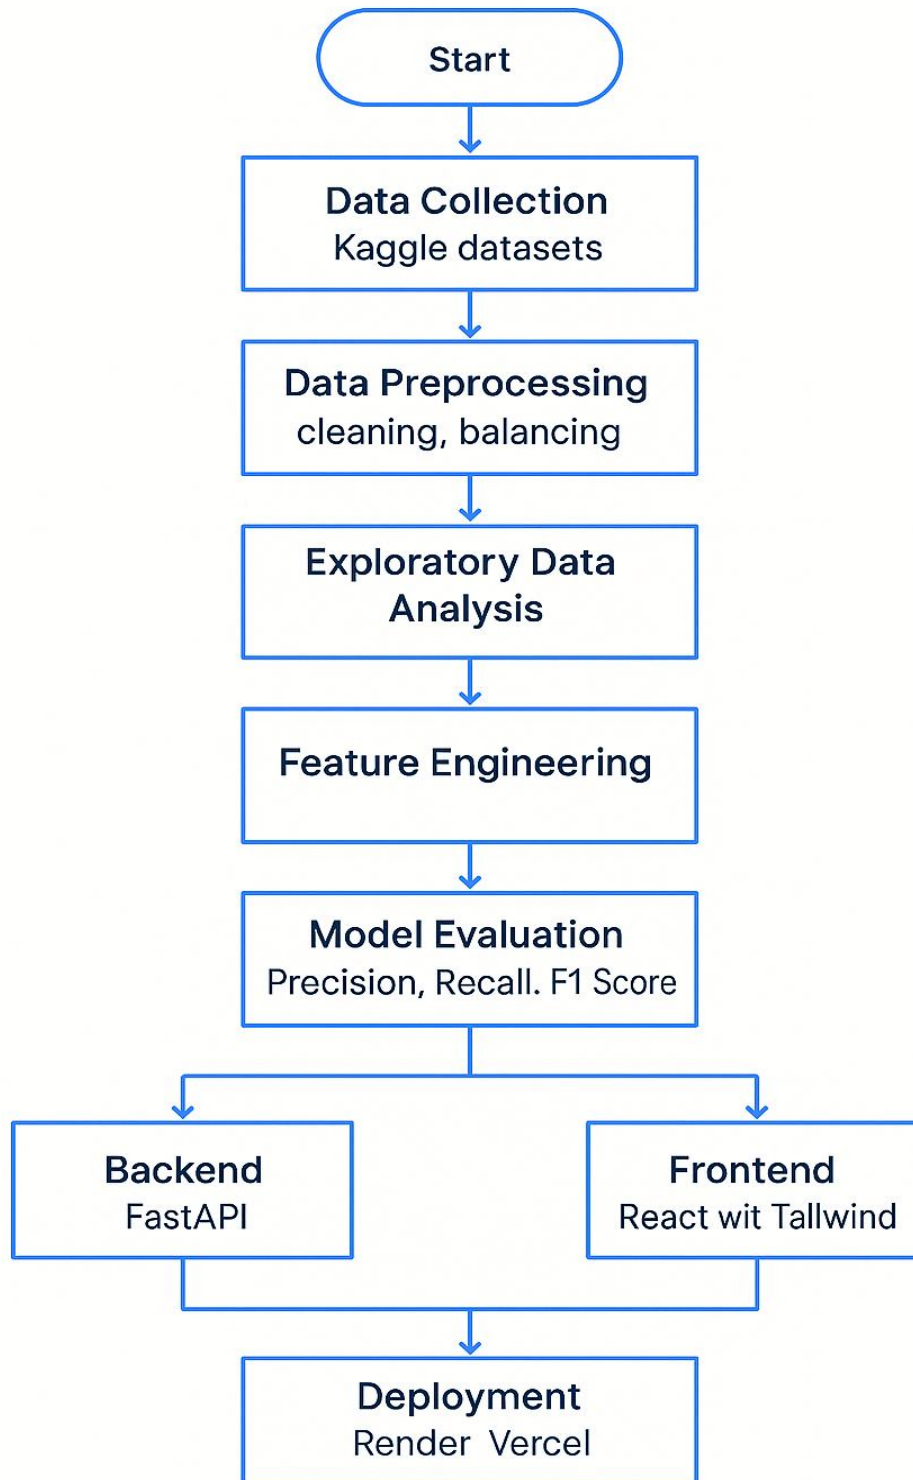 Start
Data Collection
Kaggle datasets
Data Preprocessing
cleaning, balancing
Exploratory Data
Analysis
Feature Engineering
Model Evaluation
Precision, Recall. F1 Score
Backend
FastAPI
Frontend
React wit Tallwind
Deployment
Render Vercel